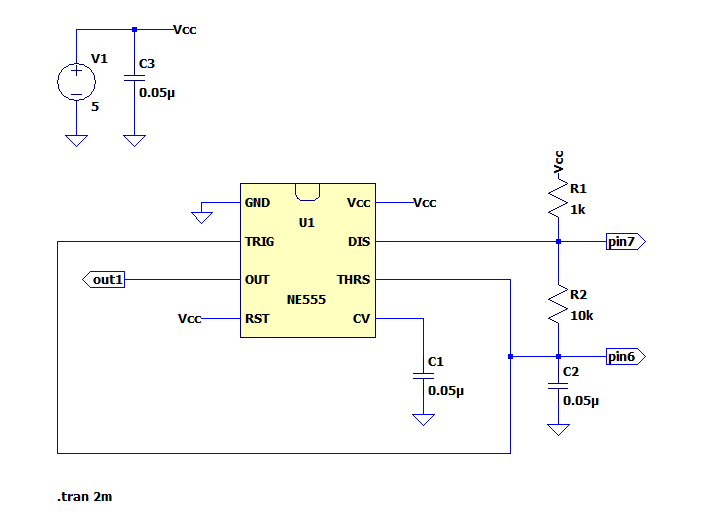 Vcc
V1
C3
0.05µ
5
Vcc
GND
Vcc
Vcc
R1
1k
U1
TRIG
DIS
pin7
out1
OUT
THRS
NE555
R2
10k
Vcc
RST
CV
C1
0.05µ
pin6
C2
0.05µ
.tran 2m